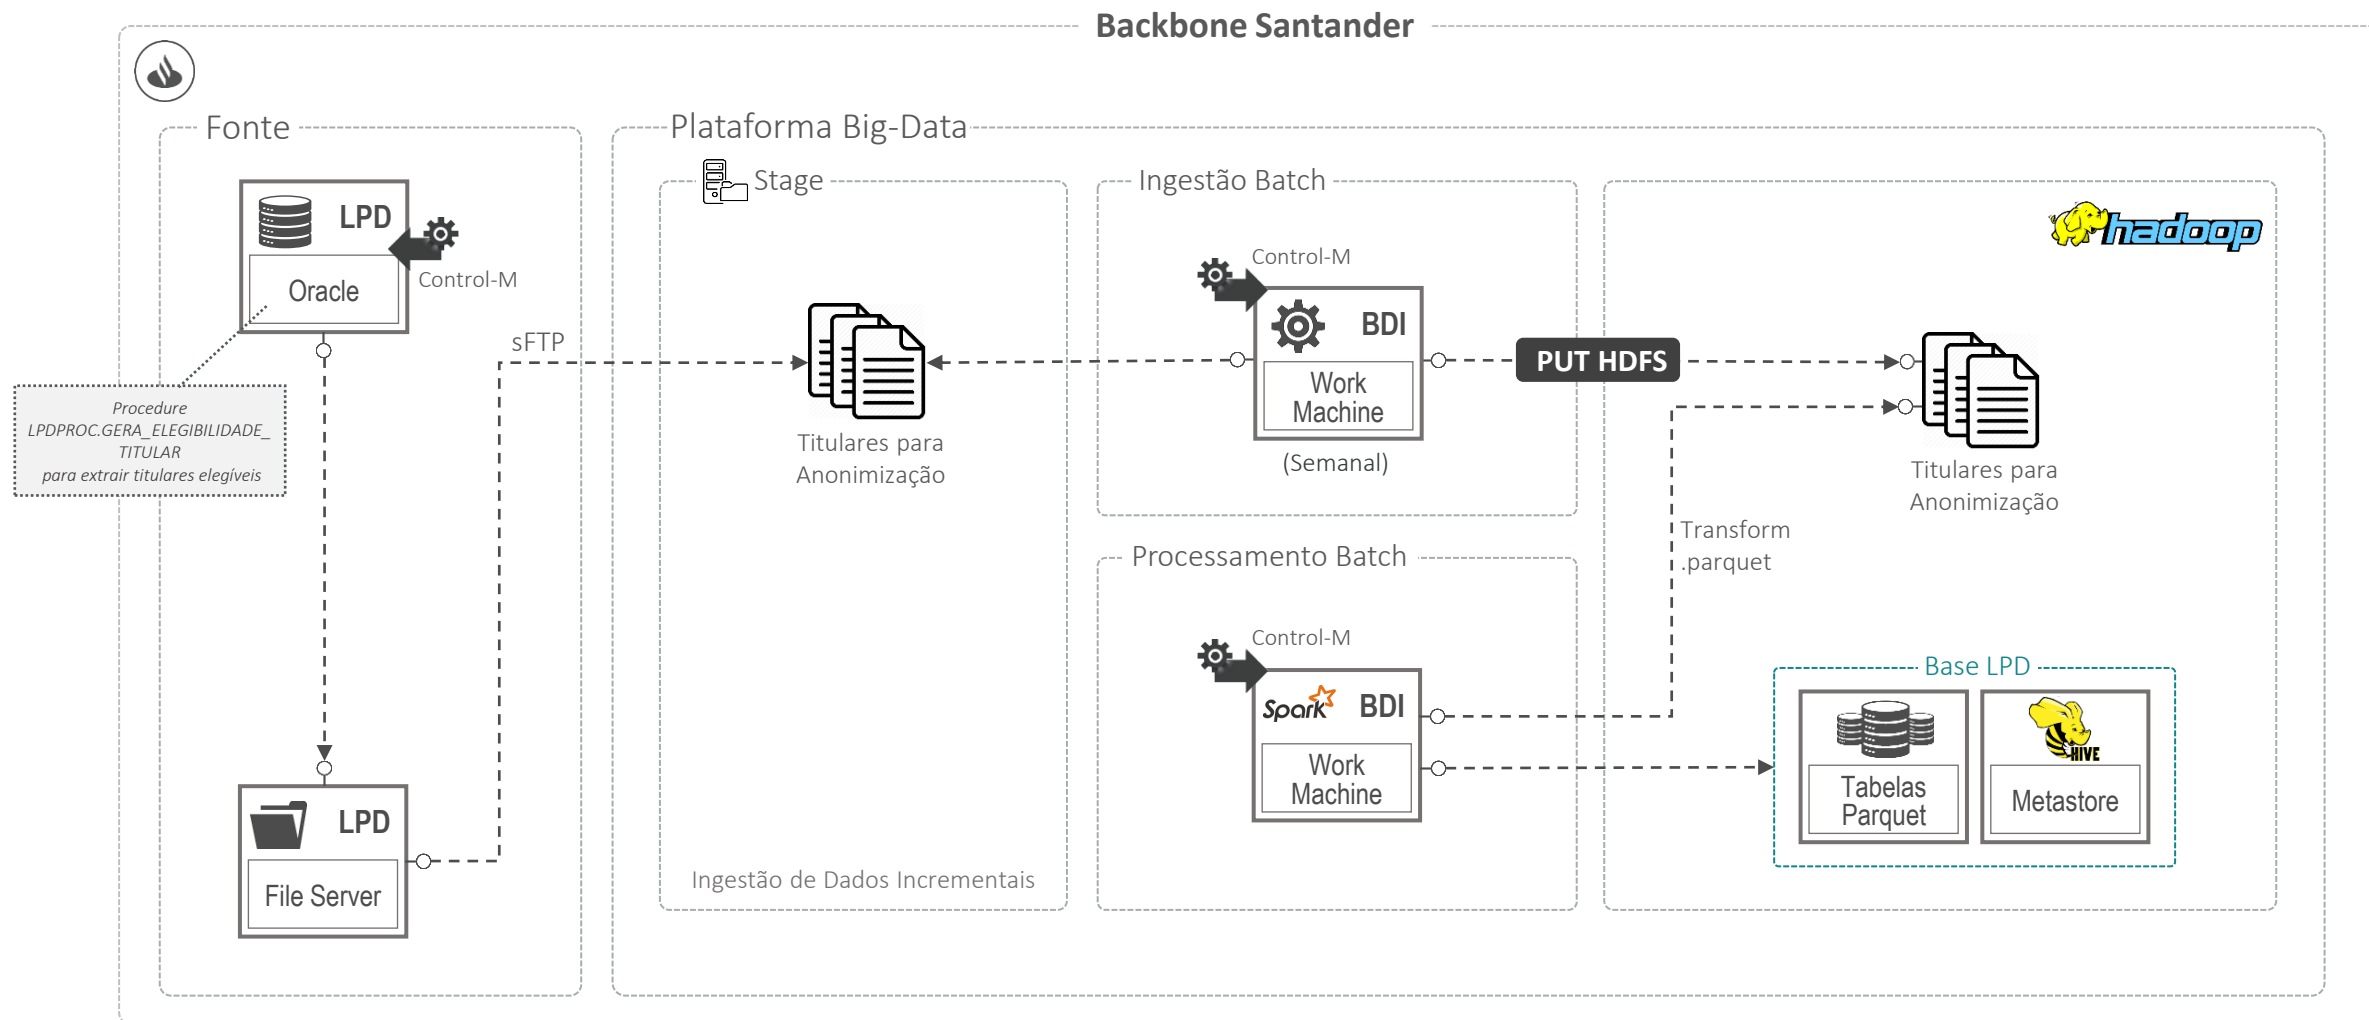 Backbone Santander
Fonte
LPD
Oracle
Control-M
Procedure
LPDPROC.GERA_ELEGIBILIDADE_
TITULAR
para extrair titulares elegíveis
LPD
File Server
sFTP
Plataforma Big-Data
Stage
Titulares para
Anonimização
Ingestão de Dados Incrementais
Ingestão Batch
Control-M
BDI
Work
Machine
(Semanal)
PUT HDFS
Processamento Batch
Control-M
Spark
BDI
Work
Machine
hadoop
Titulares para
Anonimização
Transform
.parquet
Base LPD
Tabelas
Parquet
HIVE
Metastore